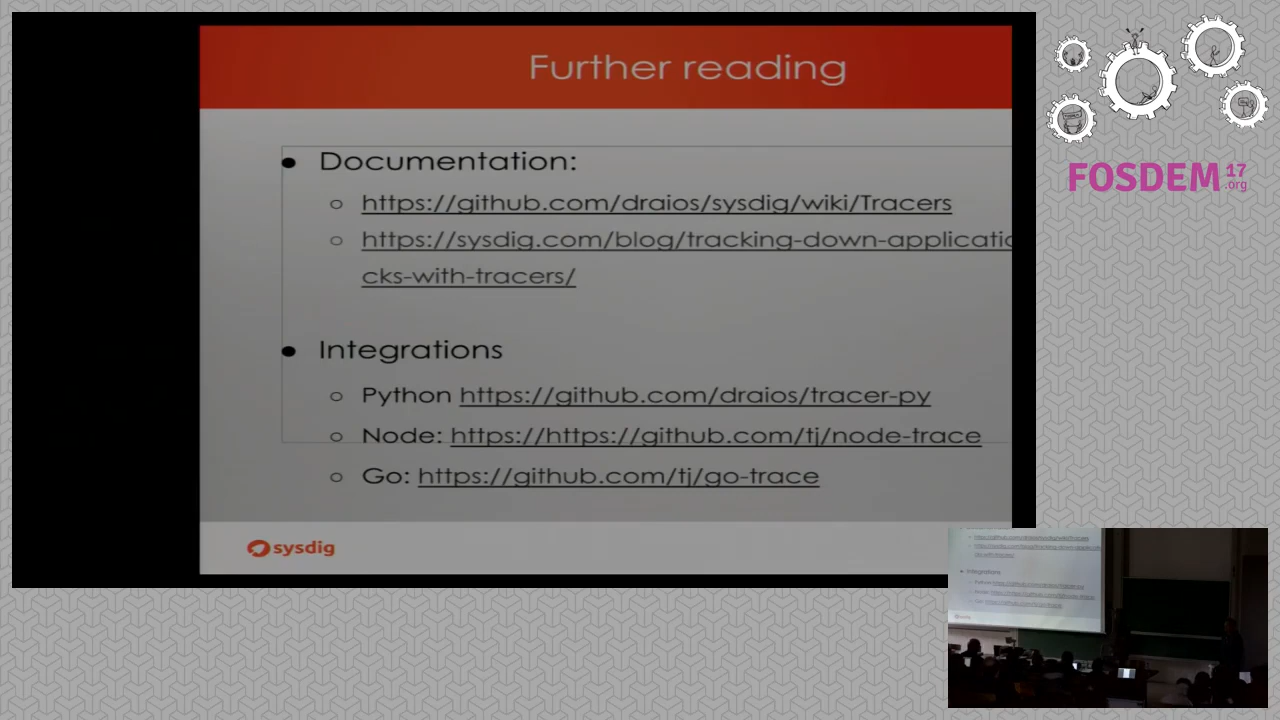 Further reading
● Documentation:
○ https://github.com/draios/sysdig/wiki/Tracers
○ https://sysdig.com/blog/tracking-down-applicatio
cks-with-tracers/
● Integrations
○ Python https://github.com/draios/tracer-py
○ Node: https://https://github.com/tj/node-trace
○ Go: https://github.com/tj/go-trace
sysdig
FOSDEM 17 .org
Integrations